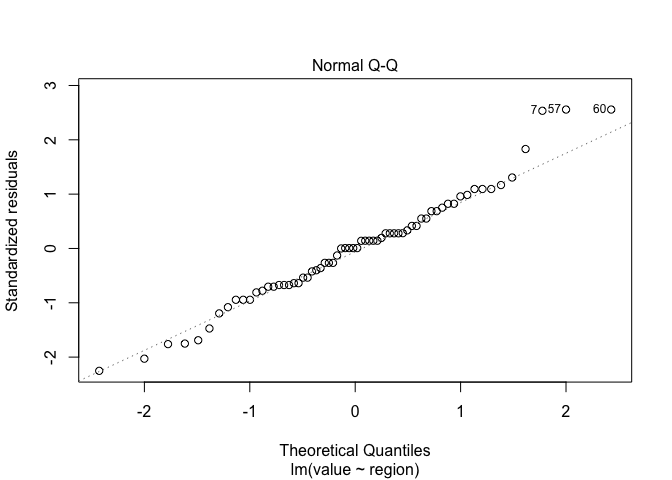 Normal Q-Q
Standardized residuals
3
2
1
0
-1
-2
7 57 60
-2 -1 0 1 2
Theoretical Quantiles
lm(value ~ region)